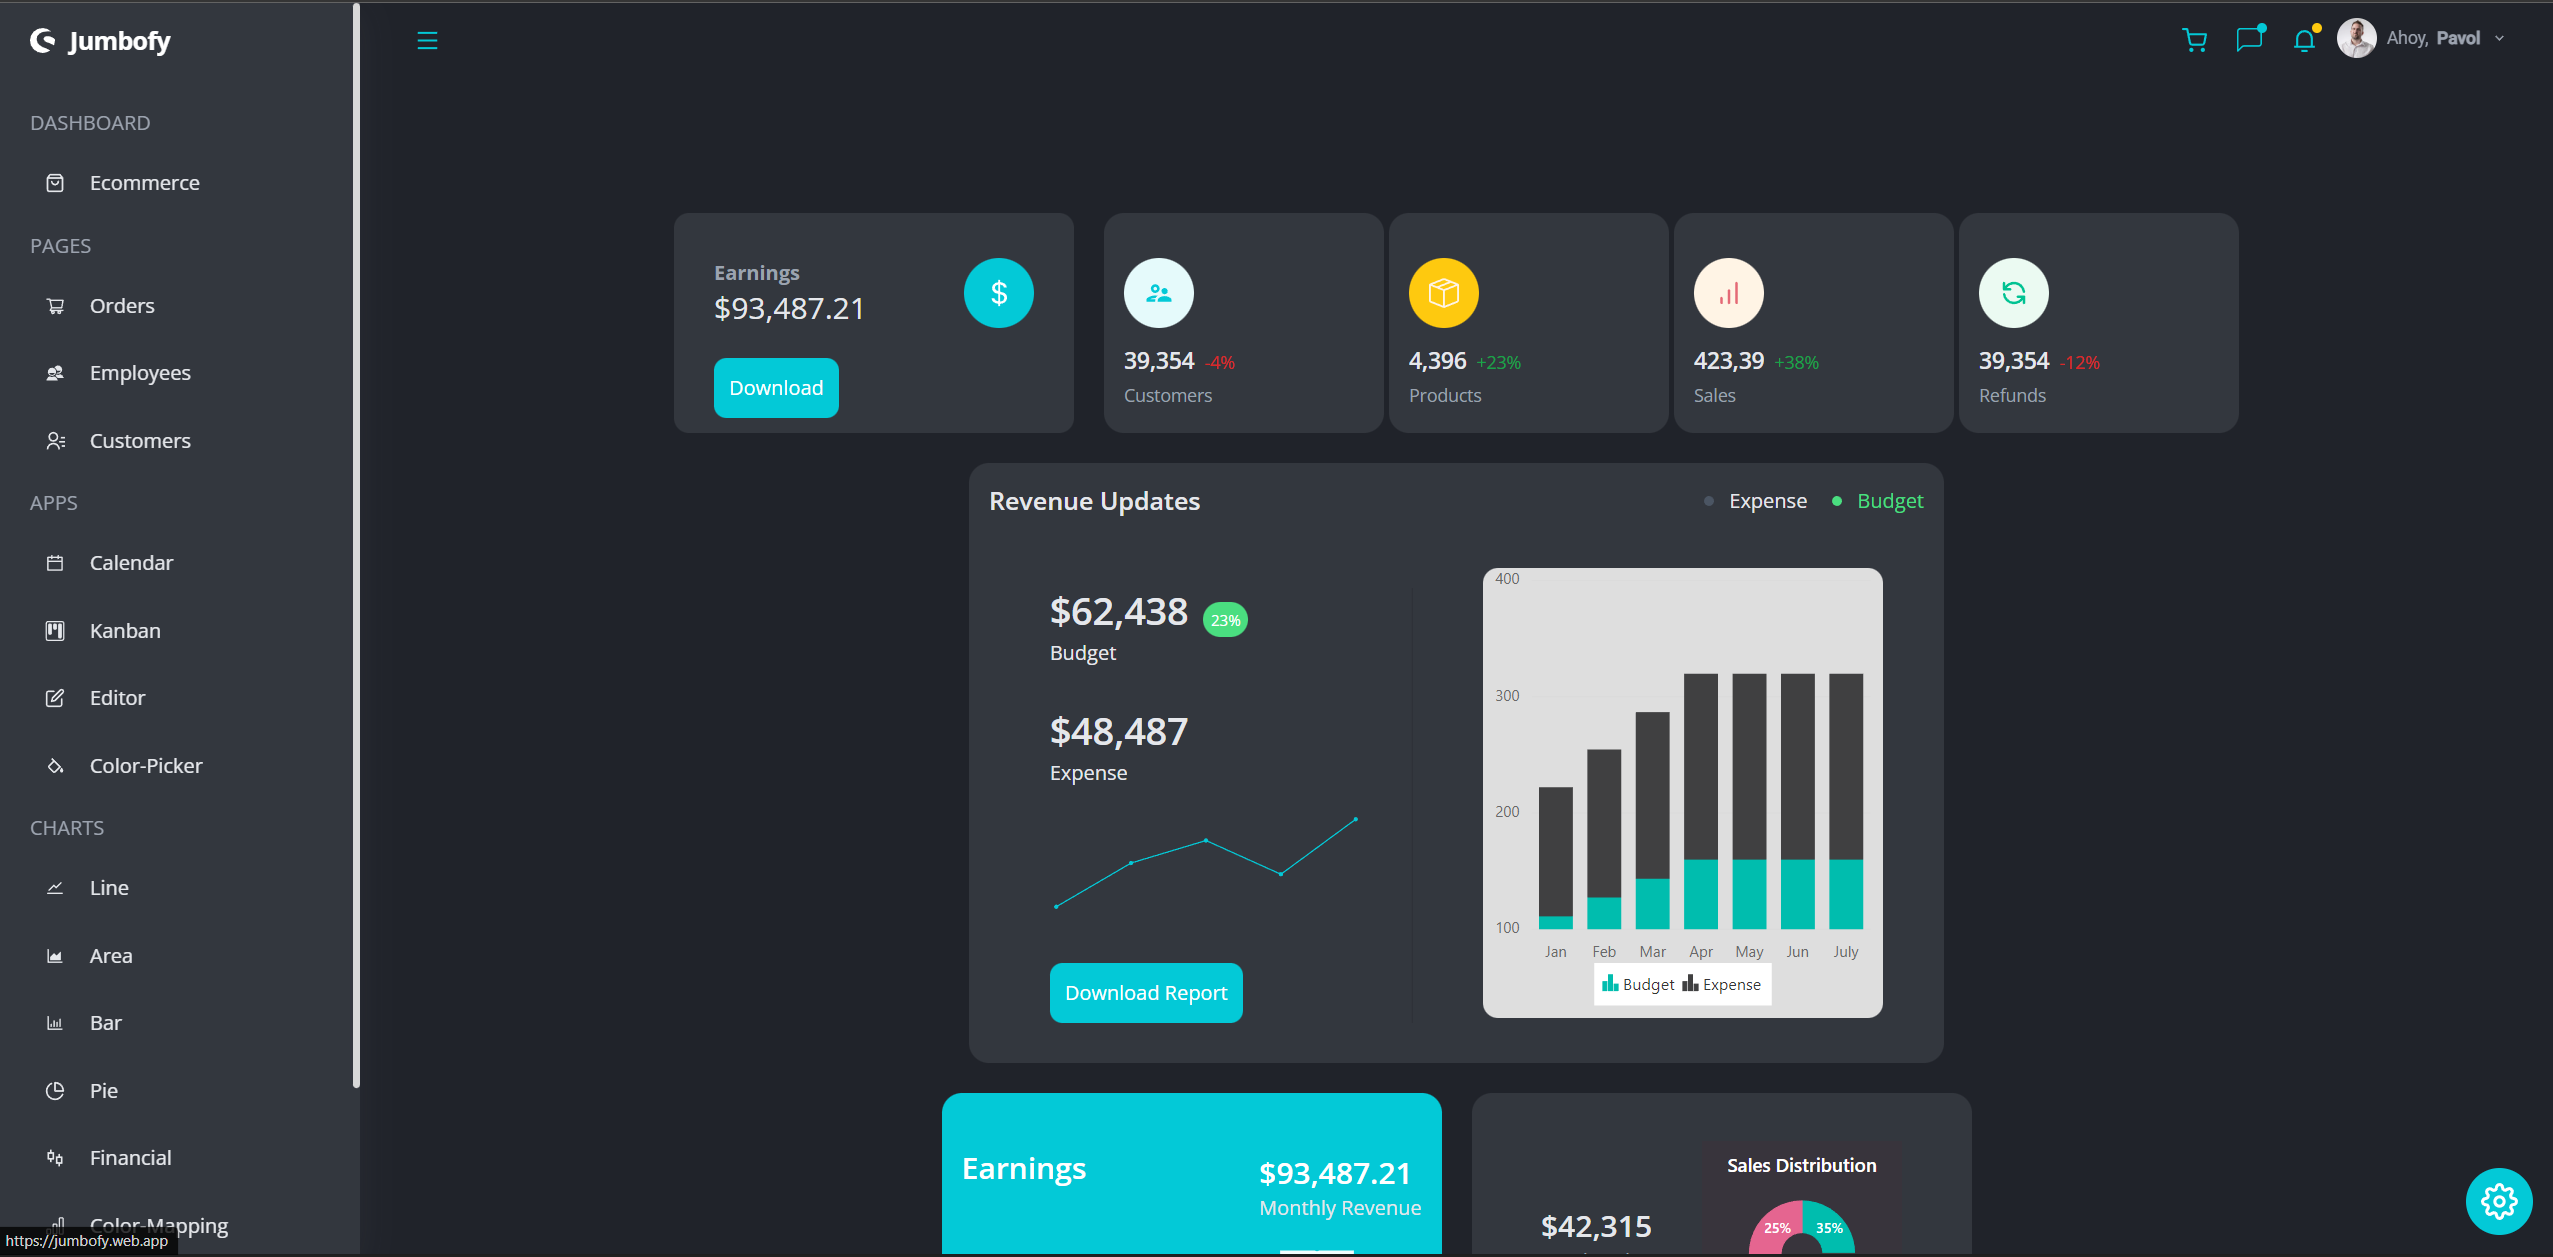 Jumbofy
Ahoy, Pavol
DASHBOARD
Ecommerce
PAGES
Orders
Employees
Customers
APPS
Calendar
Kanban
Editor
Color-Picker
CHARTS
Line
Area
Bar
Pie
Financial
Color-Mapping
https://jumbofy.web.app
Earnings
$93,487.21
$
Download
39,354 -4%
Customers
4,396 +23%
Products
423,39 +38%
Sales
39,354 -12%
Refunds
Revenue Updates
Expense Budget
$62,438 23%
Budget
$48,487
Expense
Download Report
400
300
200
100
Jan Feb Mar Apr May Jun July
Budget Expense
Earnings
$93,487.21
Monthly Revenue
Sales Distribution
$42,315
25% 35%